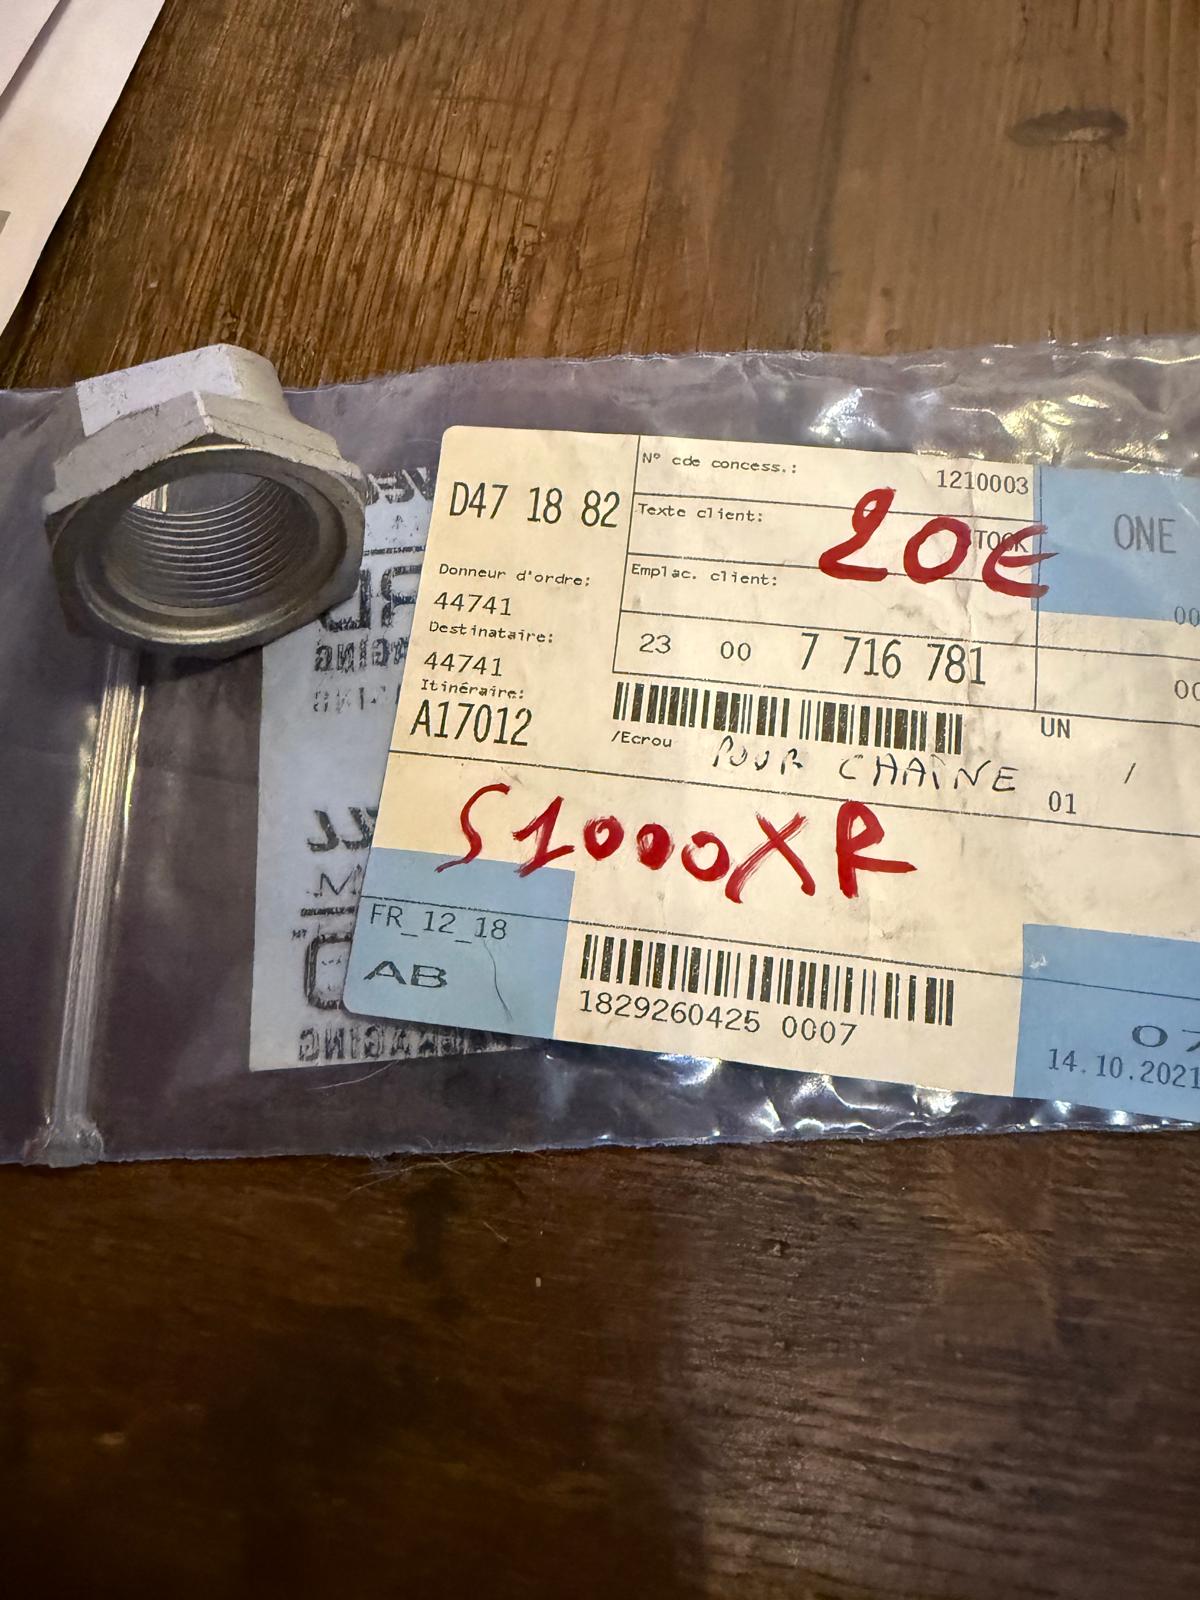 D47 18 82
N° cde concess.:
1210003
Texte client:
20€
Emplac. client:
ONE
Donneur d'ordre:
44741
Destinataire:
44741
Itinéraire:
A17012
23 00 7 716 781
/Ecrou POUR CHAINE
UN
01
/
S1000XR
FR_12_18
AB
1829260425 0007
14.10.2021